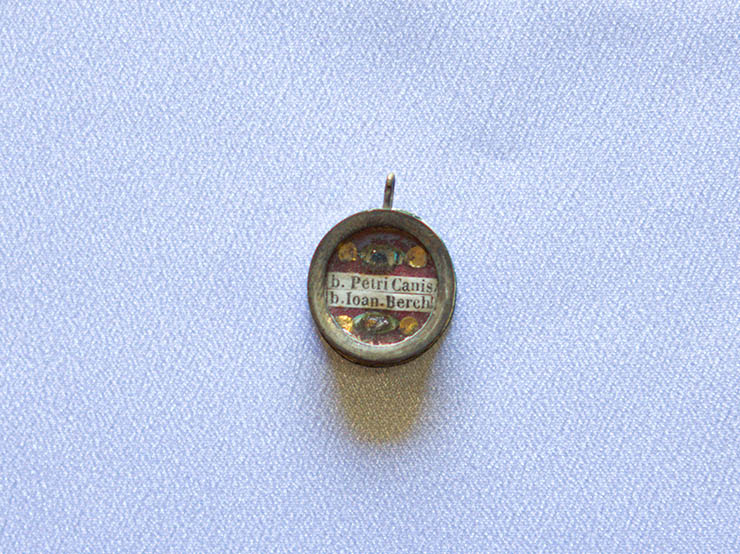 b. Petri Canis.
b. Ioan. Berch